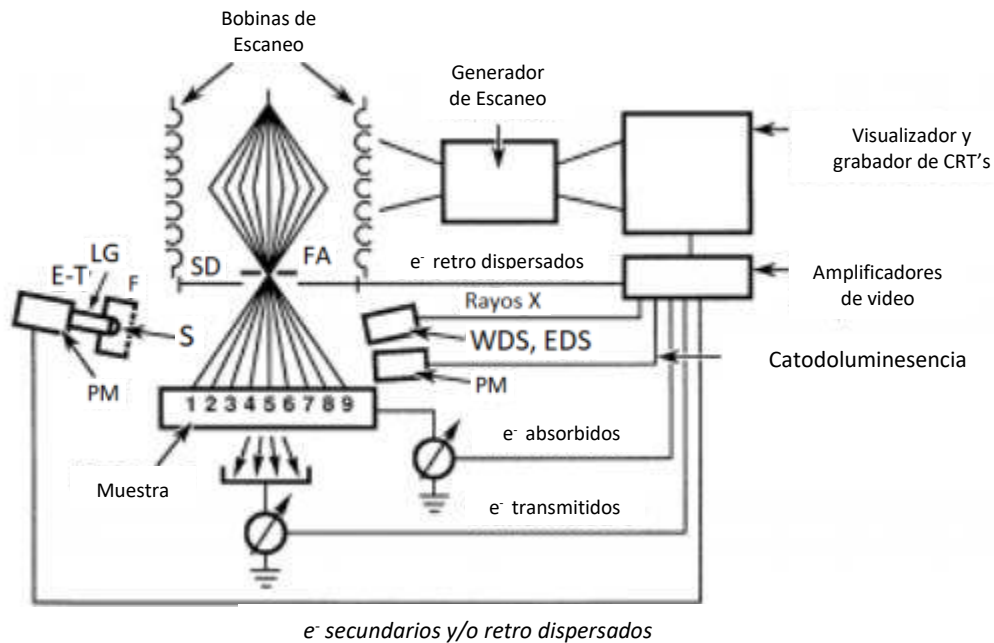 Bobinas de
Escaneo
Generador
de Escaneo
Visualizador y
grabador de CRT's
LG
E-T
F
SD
FA
e- retro dispersados
Amplificadores
de video
Rayos X
S
WDS, EDS
Catodoluminesencia
PM
PM
1 2 3 4 5 6 7 8 9
e- absorbidos
Muestra
e- transmitidos
e- secundarios y/o retro dispersados